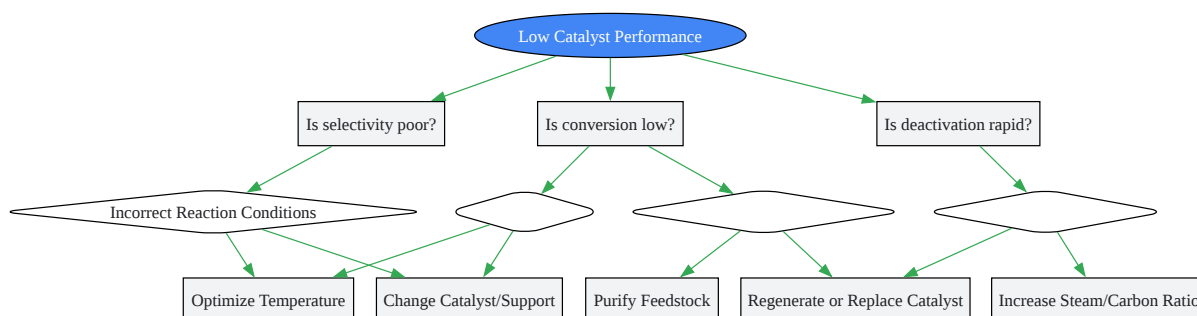 Low Catalyst Performance
Is selectivity poor?
Is conversion low?
Is deactivation rapid?
Incorrect Reaction Conditions
Optimize Temperature
Change Catalyst/Support
Purify Feedstock
Regenerate or Replace Catalyst
Increase Steam/Carbon Ratio